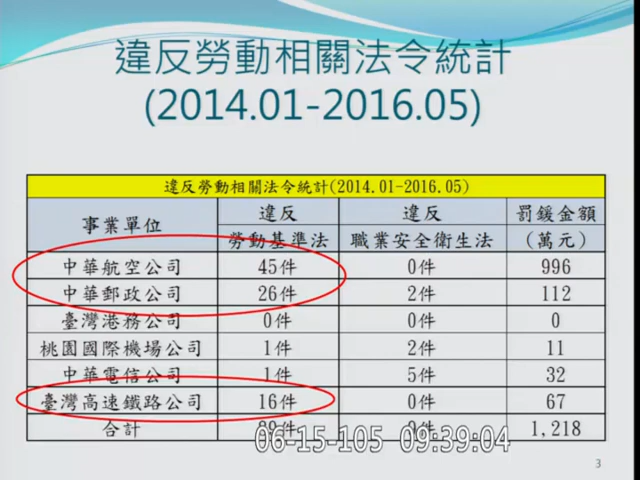 違反勞動相關法令統計
(2014.01-2016.05)
違反勞動相關法令統計(2014.01-2016.05)
事業單位 違反勞動基準法 違反職業安全衛生法 罰鍰金額(萬元)
中華航空公司 45件 0件 996
中華郵政公司 26件 2件 112
臺灣港務公司 0件 0件 0
桃園國際機場公司 1件 2件 11
中華電信公司 1件 5件 32
臺灣高速鐵路公司 16件 0件 67
合計 89件 9件 1,218
06-15-105 09:39:04
3